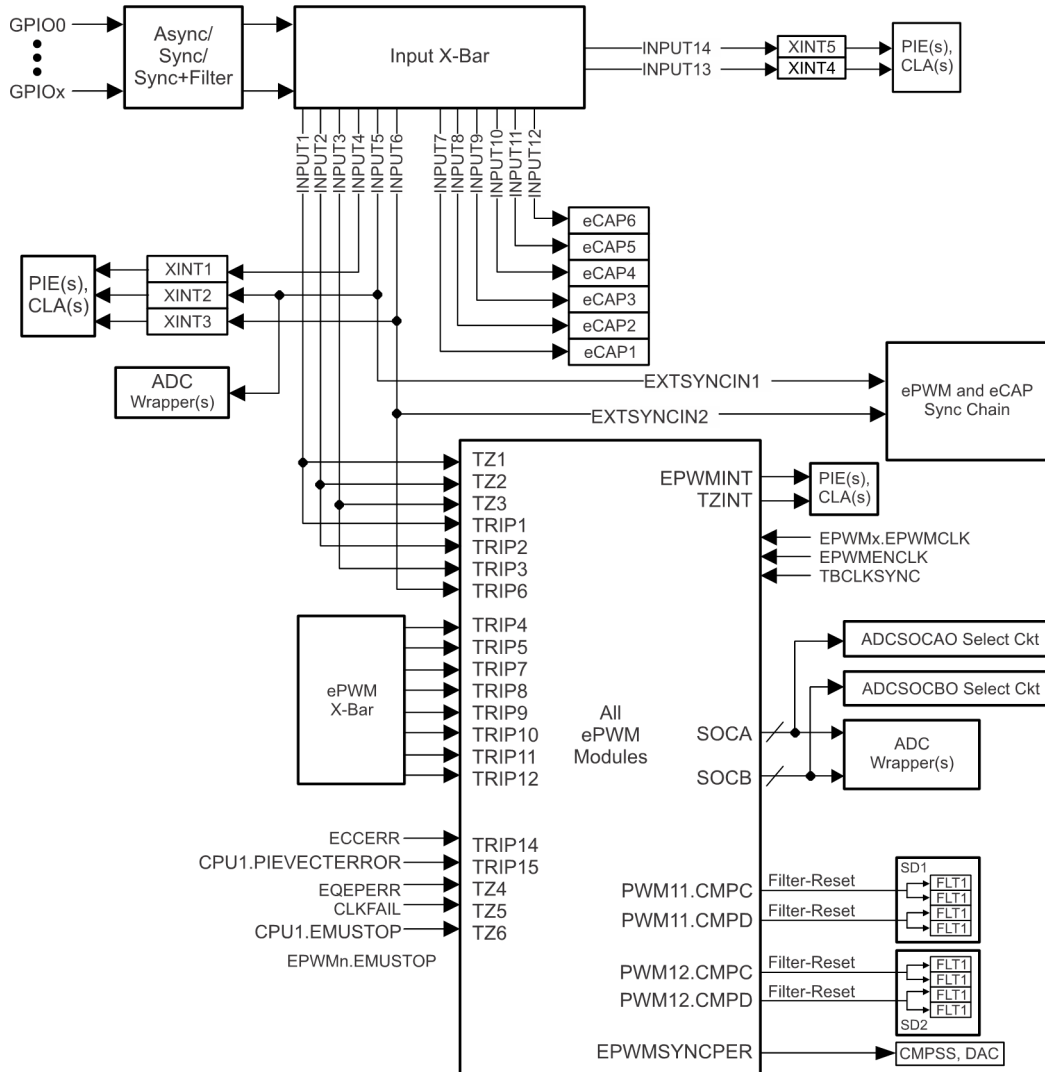 GPIO0
GPIOx
Async/
Sync/
Sync+Filter
Input X-Bar
INPUT14
INPUT13
XINT5
XINT4
PIE(s),
CLA(s)
INPUT1
INPUT2
INPUT3
INPUT4
INPUT5
INPUT6
INPUT7
INPUT8
INPUT9
INPUT10
INPUT11
INPUT12
eCAP6
eCAP5
eCAP4
eCAP3
eCAP2
eCAP1
PIE(s),
CLA(s)
XINT1
XINT2
XINT3
ADC
Wrapper(s)
EXTSYNCIN1
EXTSYNCIN2
ePWM and eCAP
Sync Chain
TZ1
TZ2
TZ3
TRIP1
TRIP2
TRIP3
TRIP6
EPWMINT
TZINT
PIE(s),
CLA(s)
EPWMx.EPWMCLK
EPWMENCLK
TBCLKSYNC
ePWM
X-Bar
TRIP4
TRIP5
TRIP7
TRIP8
TRIP9
TRIP10
TRIP11
TRIP12
All
ePWM
Modules
SOCA
SOCB
ADCSOCAO Select Ckt
ADCSOCBO Select Ckt
ADC
Wrapper(s)
ECCERR
CPU1.PIEVECTERROR
EQEPERR
CLKFAIL
CPU1.EMUSTOP
EPWMn.EMUSTOP
TRIP14
TRIP15
TZ4
TZ5
TZ6
PWM11.CMPC
PWM11.CMPD
PWM12.CMPC
PWM12.CMPD
Filter-Reset
Filter-Reset
Filter-Reset
Filter-Reset
SD1
FLT1
FLT1
FLT1
FLT1
FLT1
FLT1
FLT1
FLT1
SD2
EPWMSYNCPER
CMPSS, DAC